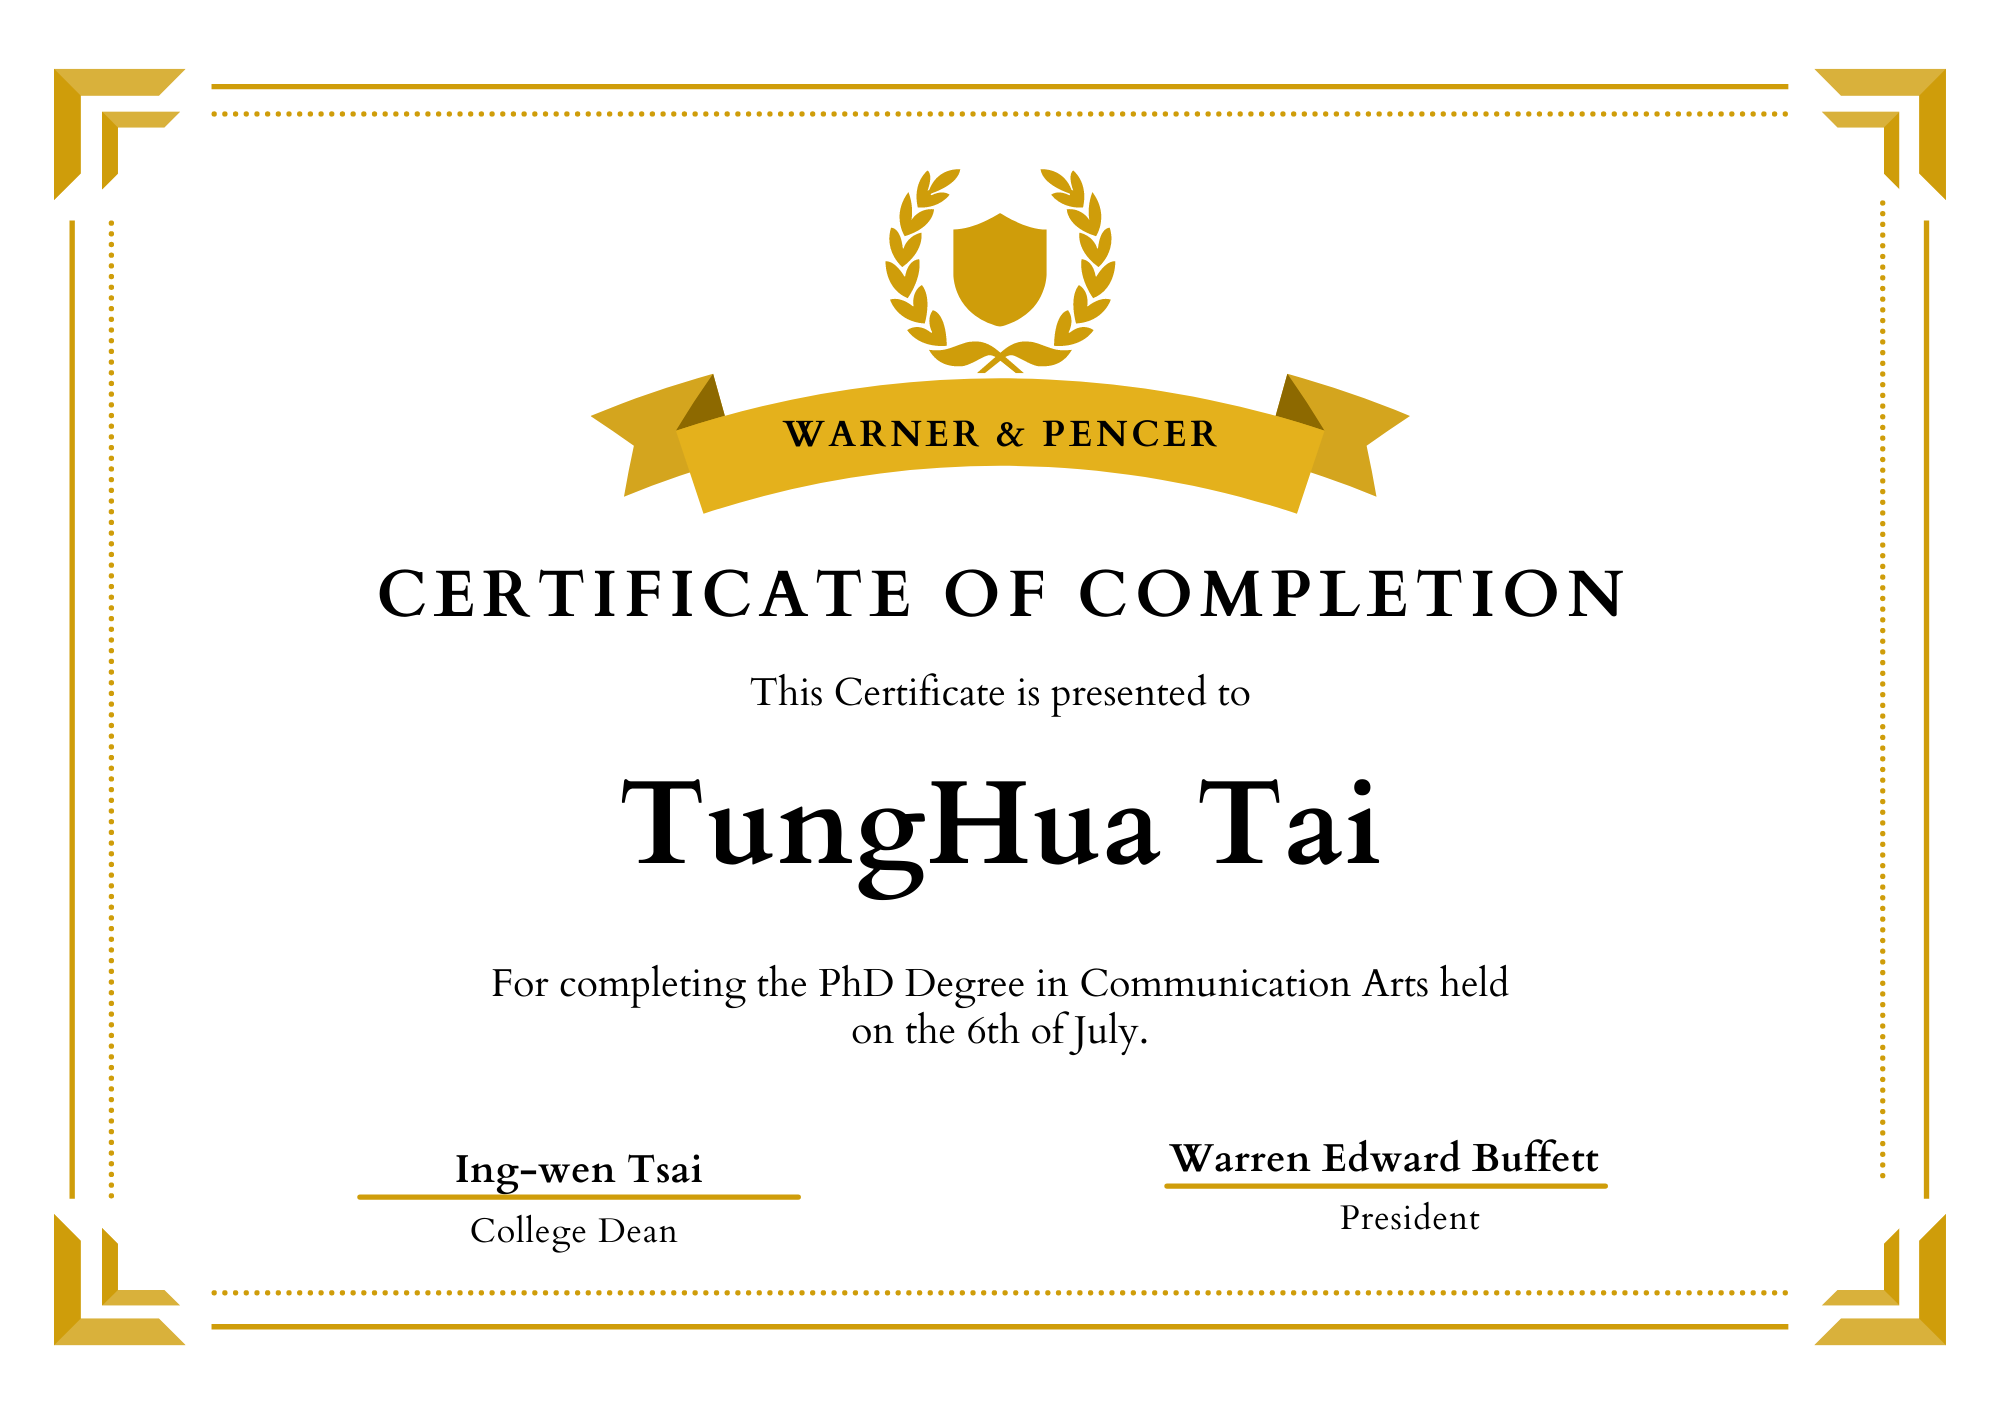 WARNER & PENCER
CERTIFICATE OF COMPLETION
This Certificate is presented to
TungHua Tai
For completing the PhD Degree in Communication Arts held
on the 6th of July.
Ing-wen Tsai
College Dean
Warren Edward Buffett
President